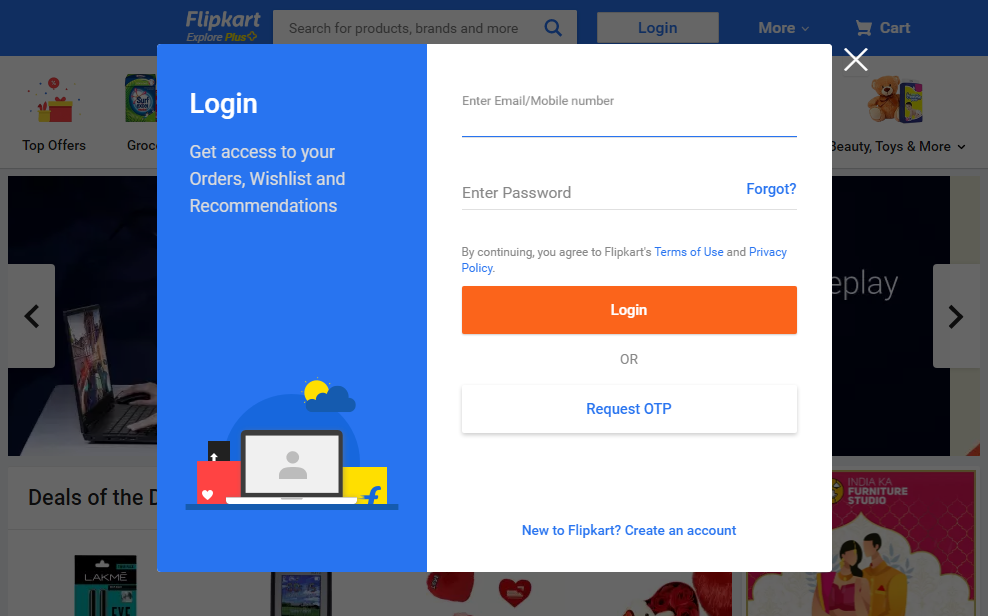 Flipkart
Explore Plus
Search for products, brands and more
Login
More
Cart
Top Offers
Beauty, Toys & More
Login
Get access to your
Orders, Wishlist and
Recommendations
Enter Email/Mobile number
Enter Password
Forgot?
By continuing, you agree to Flipkart's Terms of Use and Privacy
Policy.
Login
OR
Request OTP
New to Flipkart? Create an account
Surf
eplay
Deals of the D
INDIA KA
FURNITURE
STUDIO
LAKMÉ
EYE
Groc